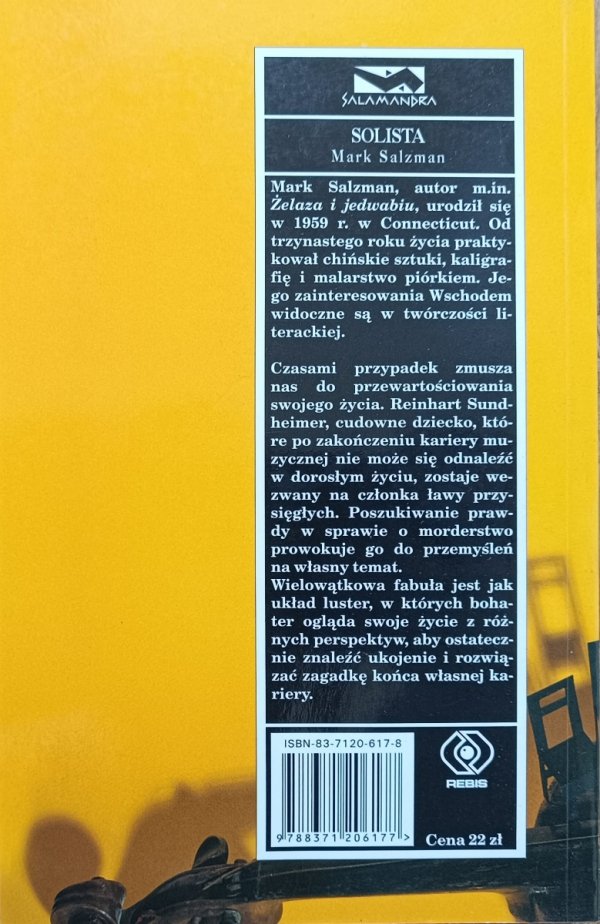 SALAMANDRA
SOLISTA
Mark Salzman
Mark Salzman, autor m.in.
Żelaza i jedwabiu, urodził się
w 1959 r. w Connecticut. Od
trzynastego roku życia prakty-
kował chińskie sztuki, kaligra-
fię i malarstwo piórkiem. Je-
go zainteresowania Wschodem
widoczne są w twórczości li-
terackiej.
Czasami przypadek zmusza
nas do przewartościowania
swojego życia. Reinhart Sund-
heimer, cudowne dziecko, któ-
re po zakończeniu kariery mu-
zycznej nie może się odnaleźć
w dorosłym życiu, zostaje we-
zwany na członka ławy przy-
sięgłych. Poszukiwanie praw-
dy w sprawie o morderstwo
prowokuje go do przemyśleń
na własny temat.
Wielowątkowa fabuła jest jak
układ luster, w których boha-
ter ogląda swoje życie z róż-
nych perspektyw, aby ostatecz-
nie znaleźć ukojenie i rozwią-
zać zagadkę końca własnej ka-
riery.
ISBN-83-7120-617-8
9 788371 206177 >
REBIS
Cena 22 zł